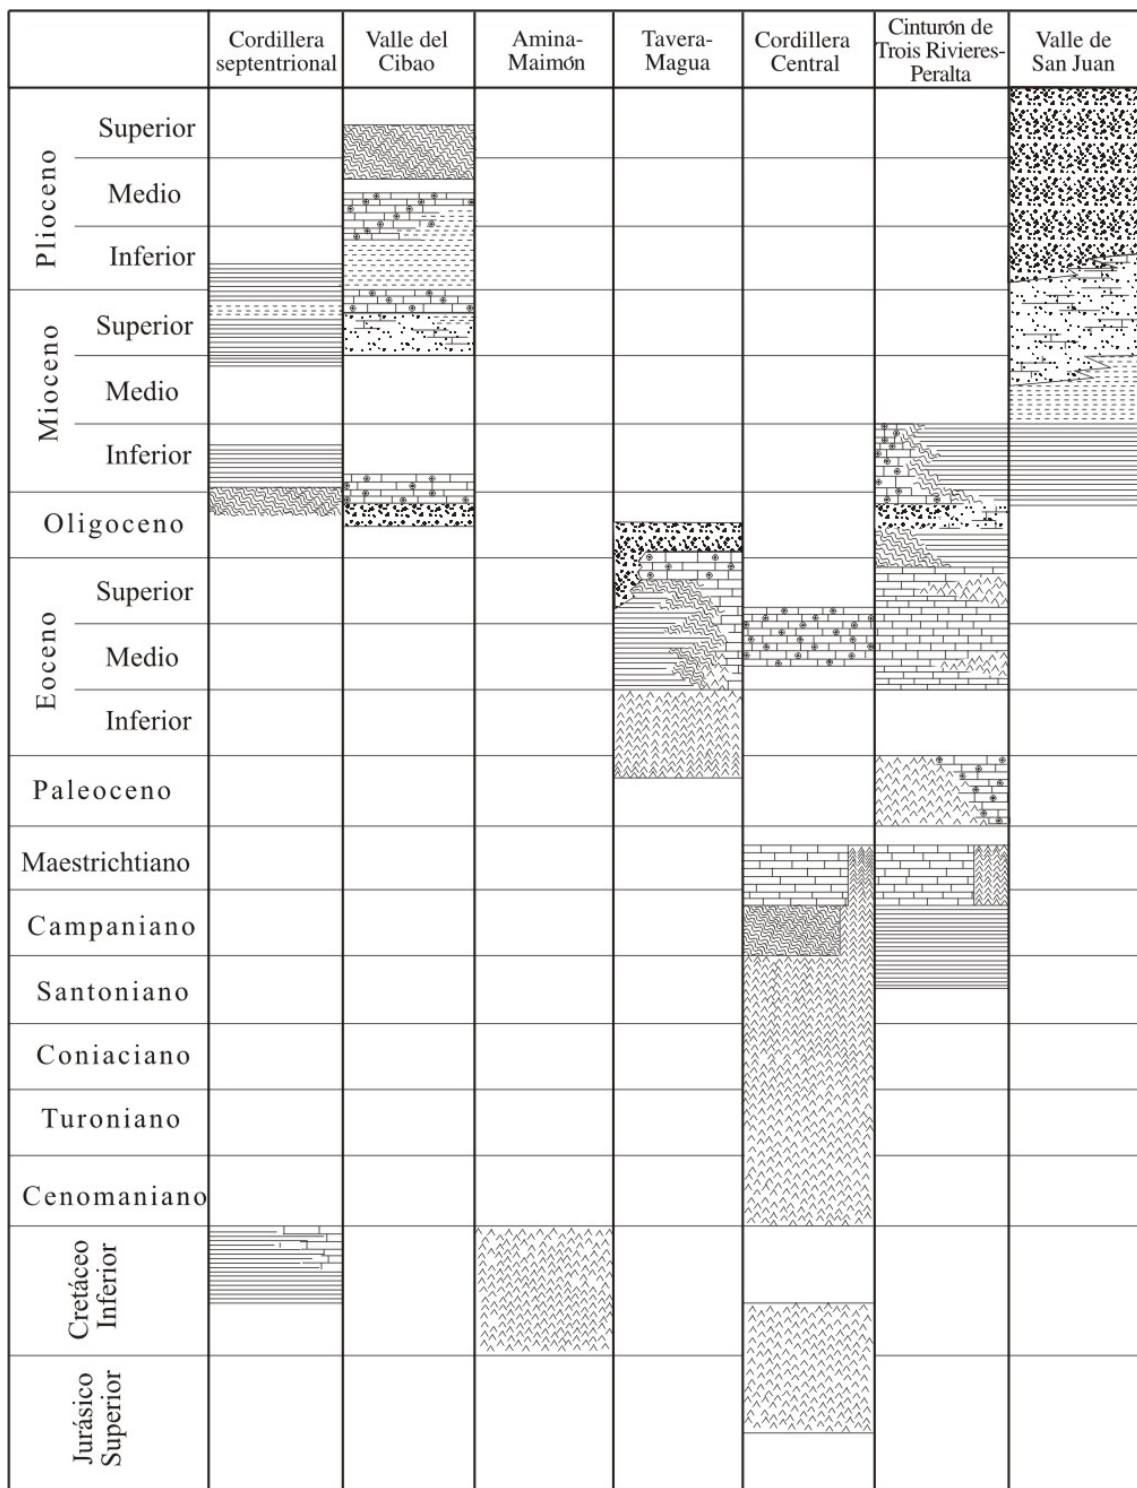 Cordillera
septentrional
Valle del
Cibao
Amina-
Maimón
Tavera-
Magua
Cordillera
Central
Cinturón de
Trois Rivieres-
Peralta
Valle de
San Juan
Plioceno
Superior
Medio
Inferior
Mioceno
Superior
Medio
Inferior
Oligoceno
Eoceno
Superior
Medio
Inferior
Paleoceno
Maestrichtiano
Campaniano
Santoniano
Coniaciano
Turoniano
Cenomaniano
Cretáceo
Inferior
Jurásico
Superior